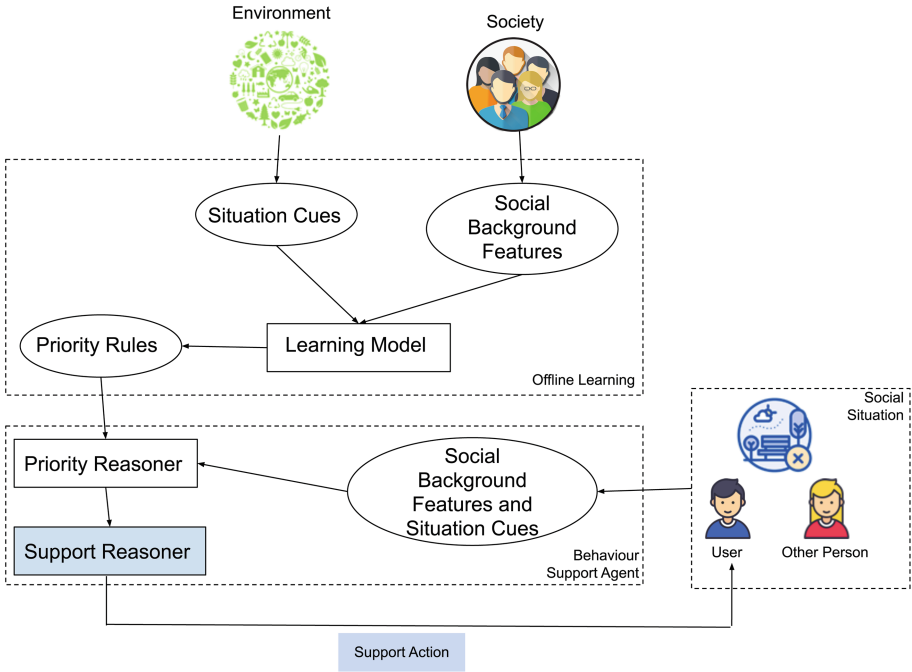 Environment
Society
Situation Cues
Social
Background
Features
Priority Rules
Learning Model
Offline Learning
Social
Situation
Priority Reasoner
Social
Background
Features and
Situation Cues
Support Reasoner
Behaviour
Support Agent
User
Other Person
Support Action